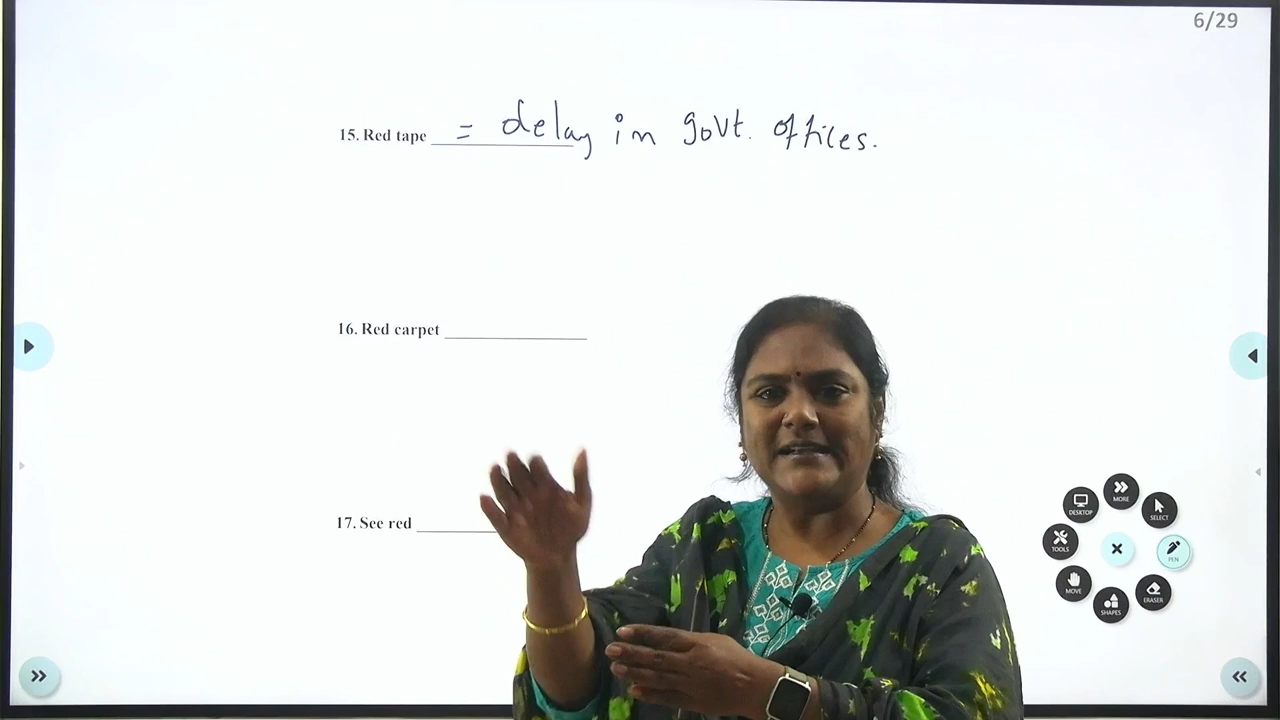 6/29
15. Red tape = delay in govt. offices.
16. Red carpet
17. See red
MORE
DESKTOP
SELECT
TOOLS
PEN
MOVE
ERASER
SHAPES